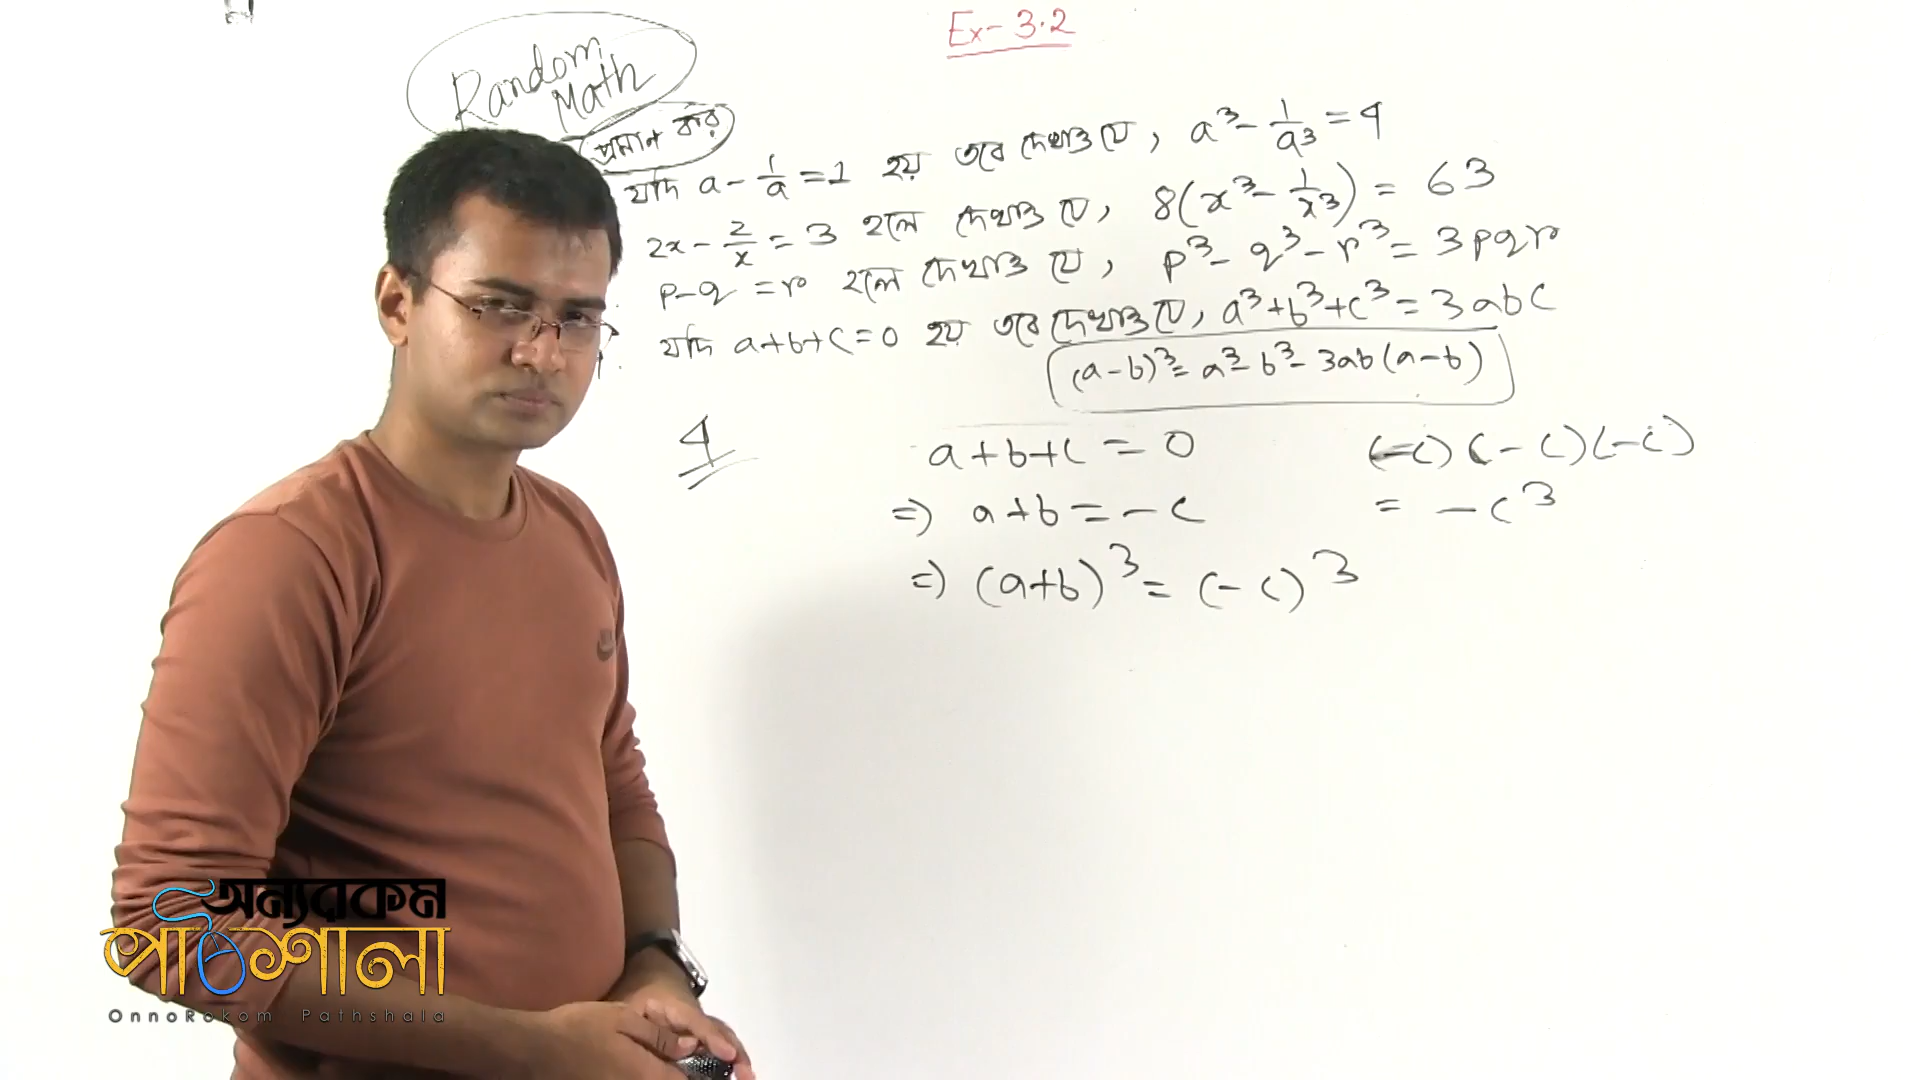 Ex- 3.2
Random
Math
প্রমাণ কর
যদি a - 1/a = 1 হয় তবে দেখাও যে, a³ - 1/a³ = 4
2x - 2/x = 3 হলে দেখাও যে, 8(x³ - 1/x³) = 63
p - q = r হলে দেখাও যে, p³ - q³ - r³ = 3pqr
যদি a+b+c=0 হয় তবে দেখাও যে, a³+b³+c³=3abc
(a-b)³ = a³ - b³ - 3ab(a-b)
4
a+b+c = 0
(-c)(-c)(-c)
⇒ a+b = -c
= -c³
⇒ (a+b)³ = (-c)³
অন্যরকম
পাঠশালা
OnnoRokom Pathshala